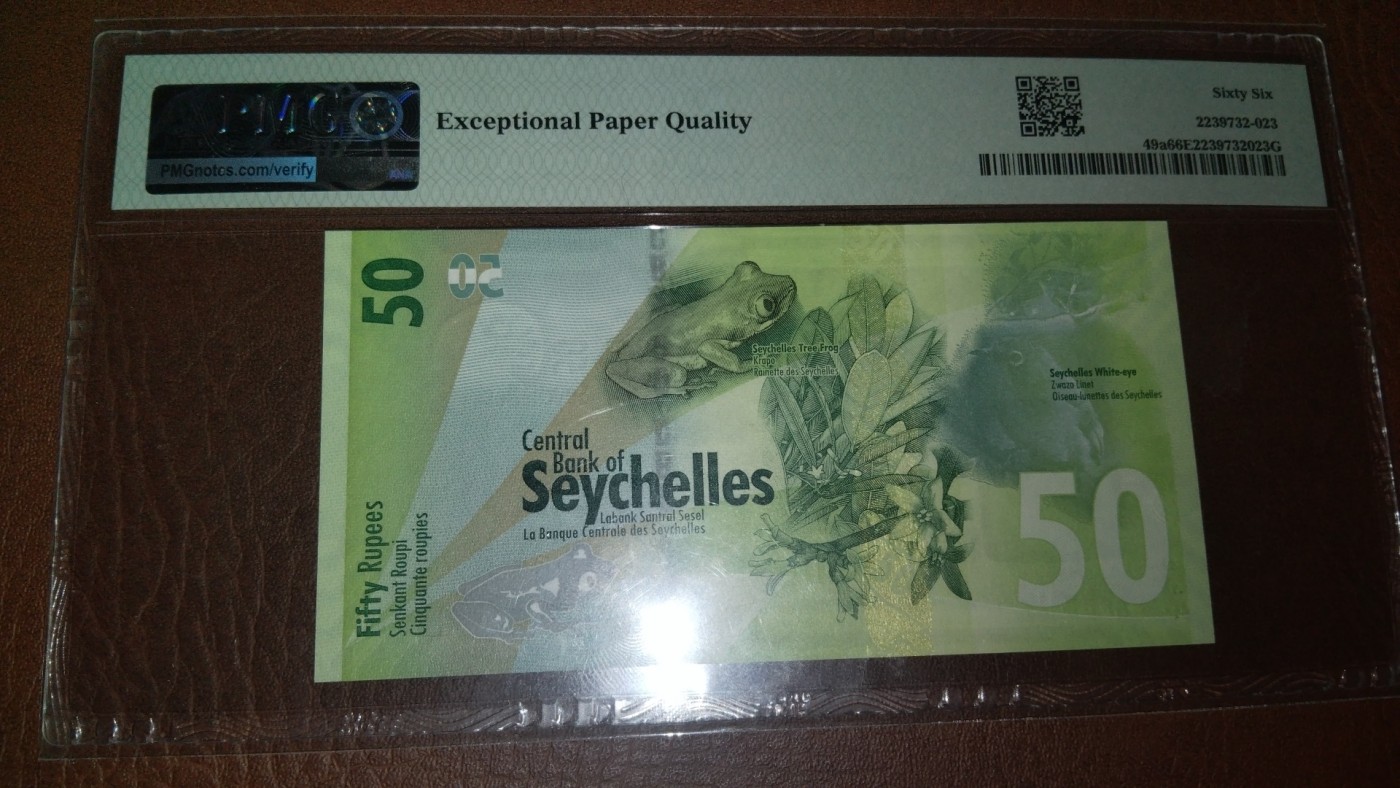 PMG
PMGnotes.com/verify
Exceptional Paper Quality
Sixty Six
2239732-023
49a66E2239732023G
50
50
Seychelles Tree Frog
Krapo
Rainette des Seychelles
Seychelles White-eye
Zwazo Linet
Oiseau-lunettes des Seychelles
Central
Bank of
Seychelles
Labank Santral Sesel
La Banque Centrale des Seychelles
Fifty Rupees
Senkant Roupi
Cinquante roupies
50